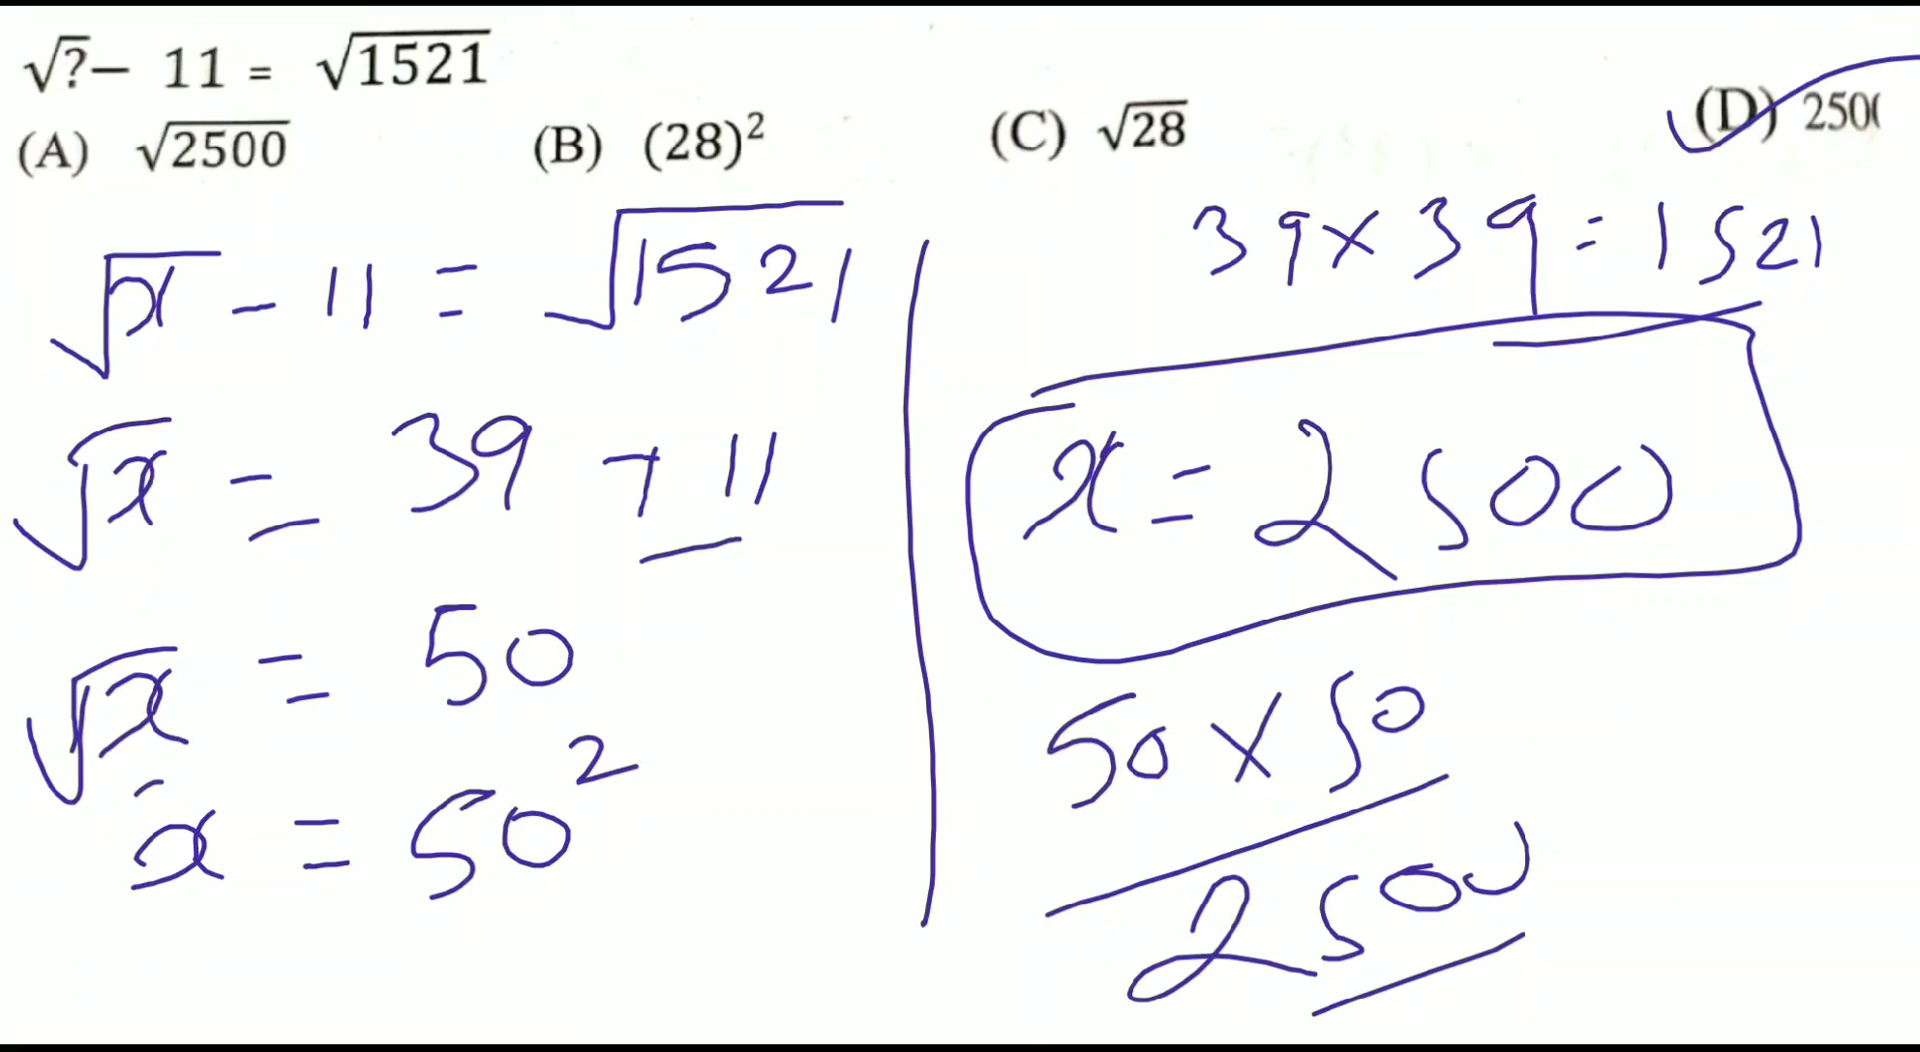 √?− 11 = √1521
(A) √2500 (B) (28)² (C) √28 (D) 250(
√x - 11 = √1521
√x = 39 + 11
√x = 50
x = 50²
39 x 39 = 1521
x = 2500
50 x 50
2500